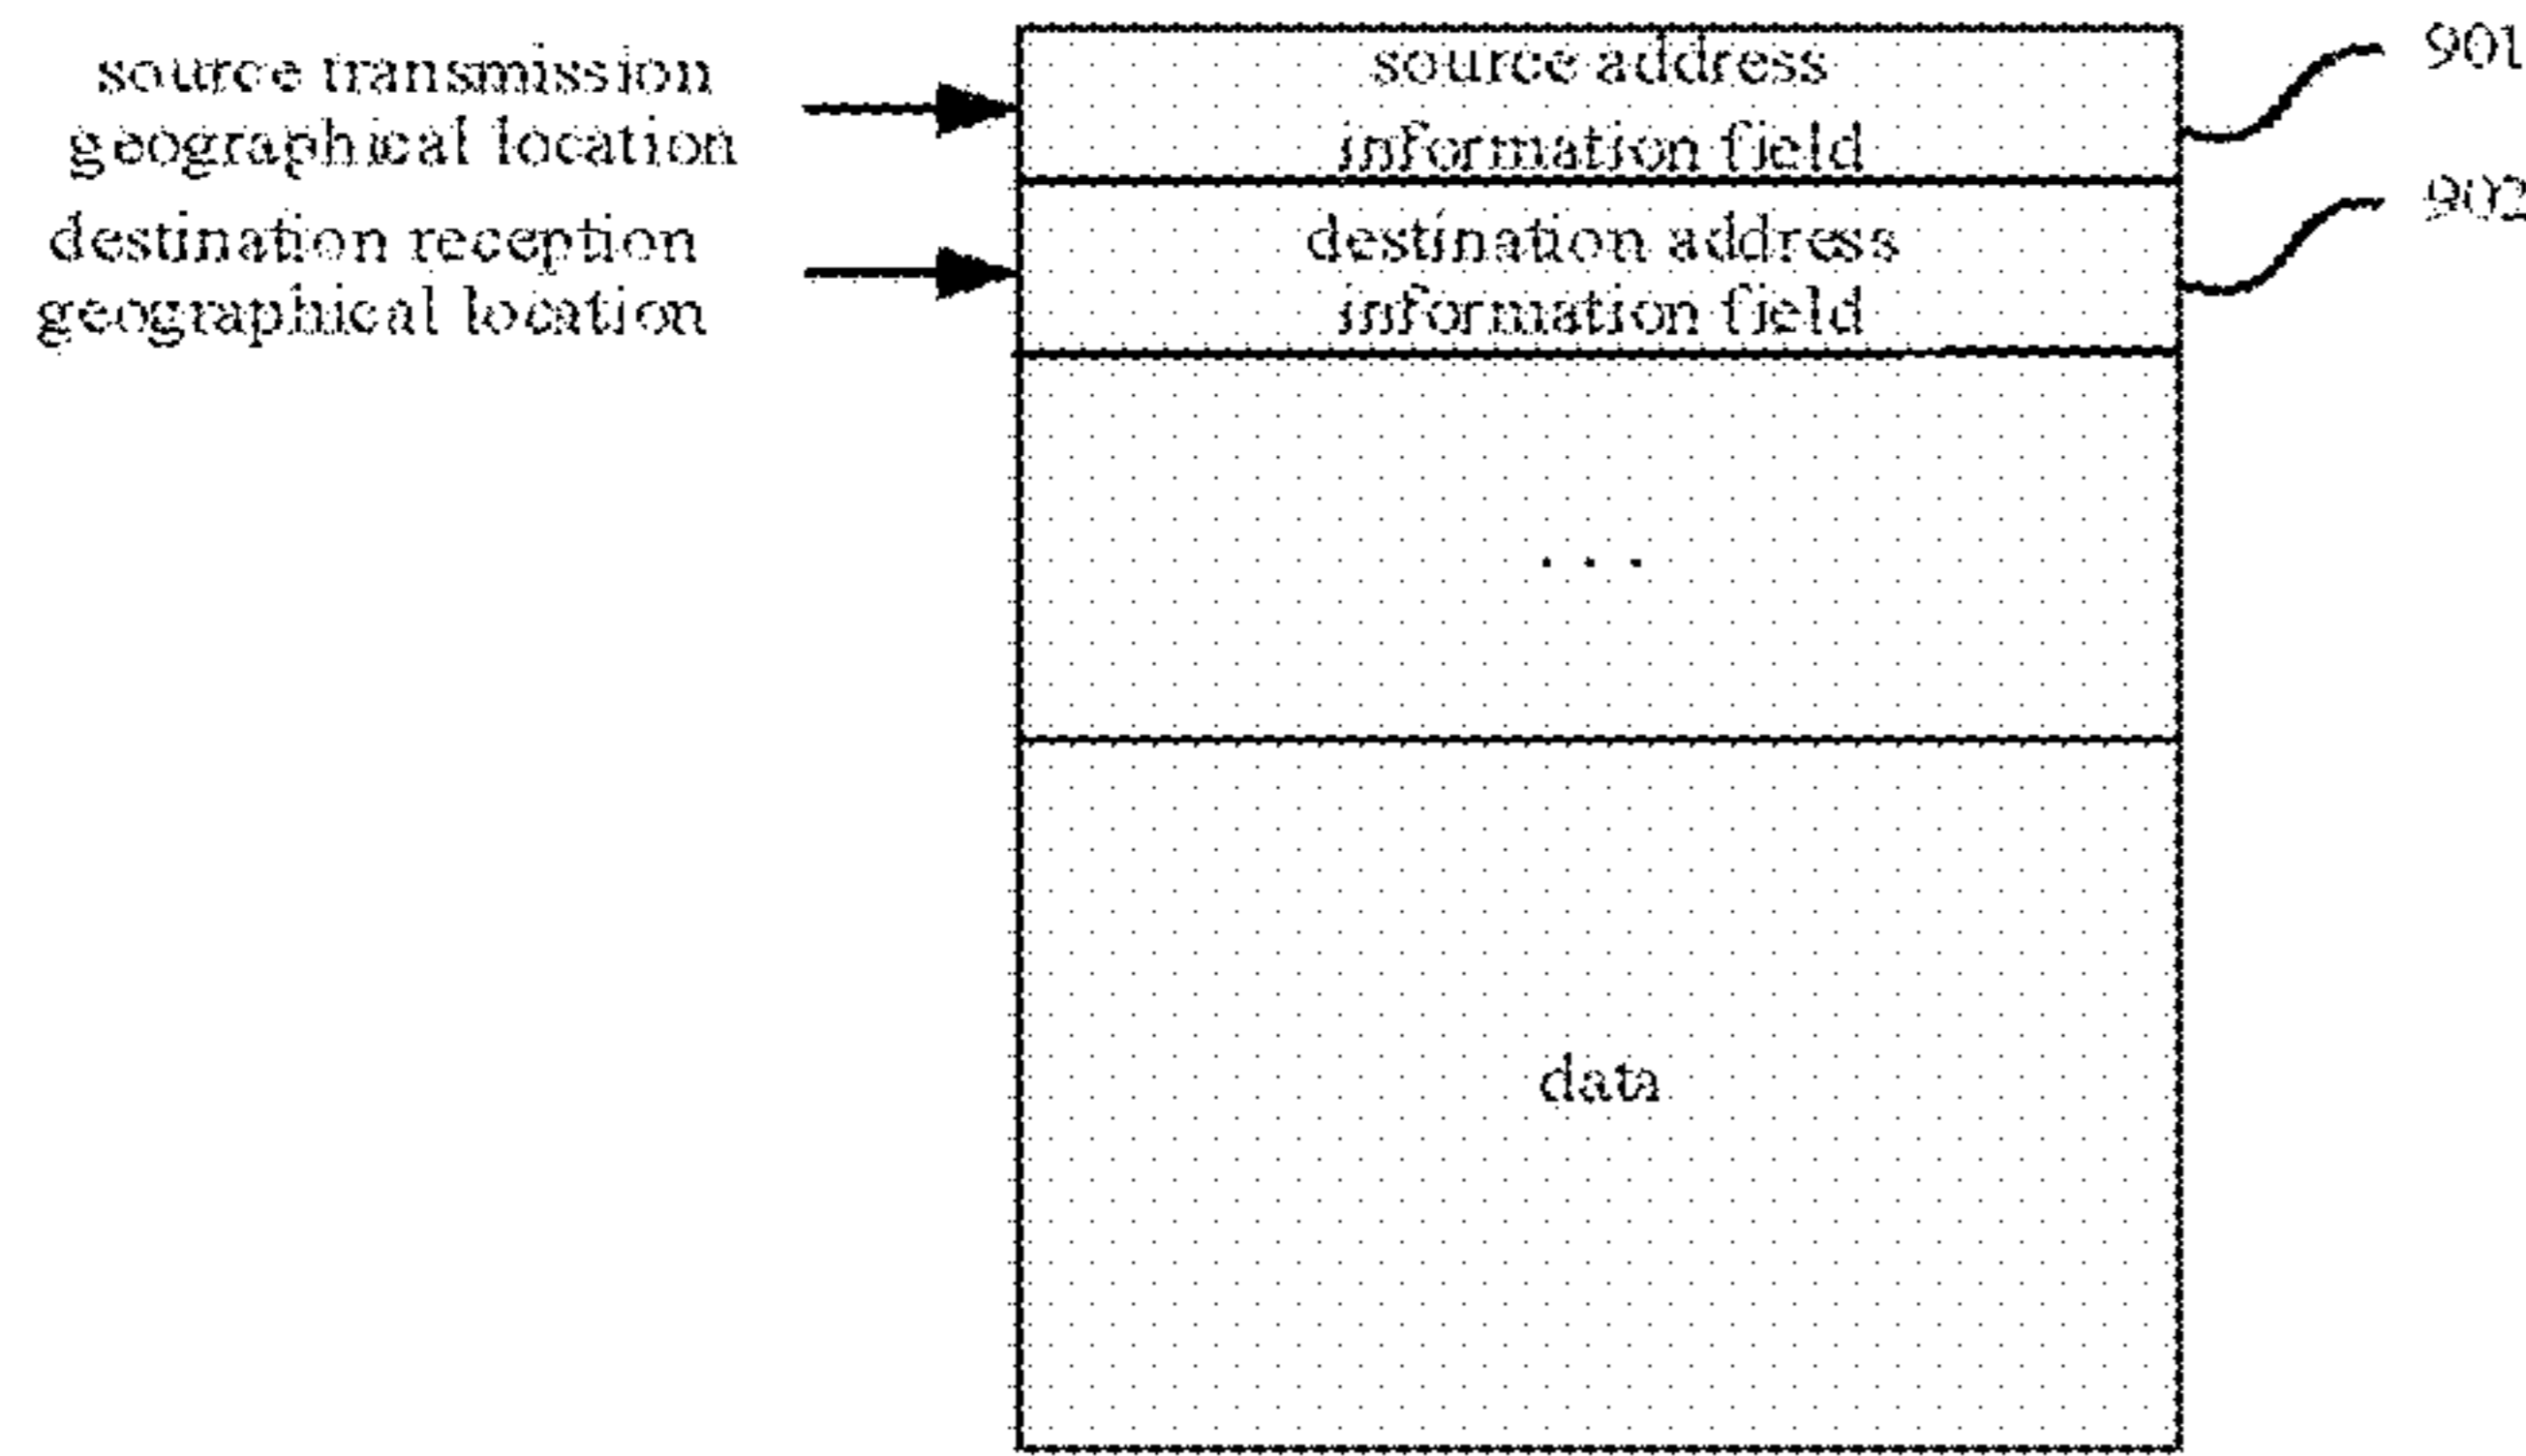 source transmission
geographical location
source address
information field
901
destination reception
geographical location
destination address
information field
902
. . .
data